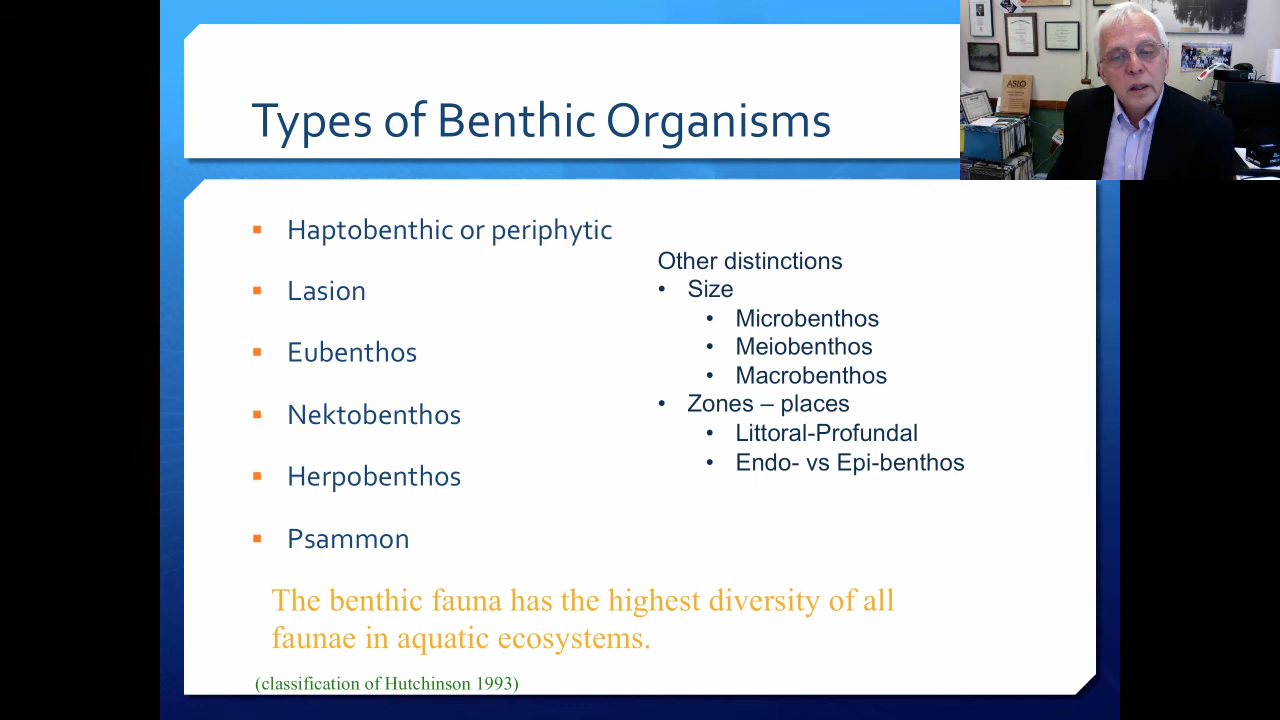 Types of Benthic Organisms
ASLO
Haptobenthic or periphytic
Lasion
Eubenthos
Nektobenthos
Herpobenthos
Psammon
Other distinctions
• Size
• Microbenthos
• Meiobenthos
• Macrobenthos
• Zones – places
• Littoral-Profundal
• Endo- vs Epi-benthos
The benthic fauna has the highest diversity of all
faunae in aquatic ecosystems.
(classification of Hutchinson 1993)